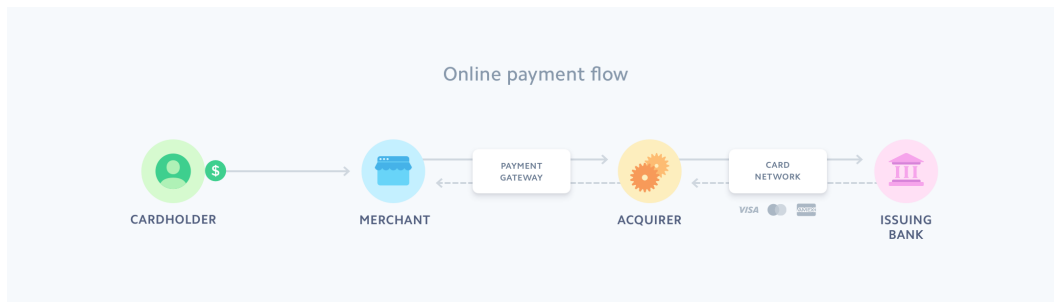 Online payment flow
$
PAYMENT
GATEWAY
CARD
NETWORK
VISA
CARDHOLDER
MERCHANT
ACQUIRER
ISSUING
BANK